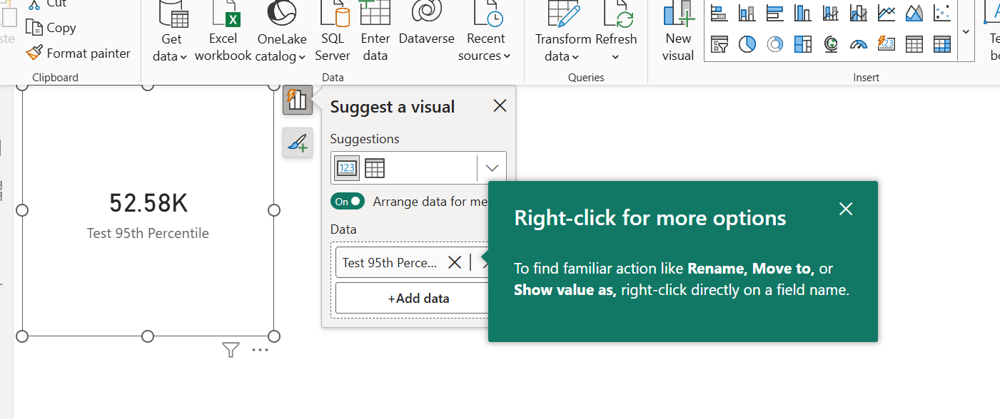 Cut
Copy
Format painter
Clipboard
Get
data
Excel
workbook
OneLake
catalog
SQL
Server
Enter
data
Dataverse
Recent
sources
Data
Transform
data
Refresh
Queries
New
visual
123
Insert
52.58K
Test 95th Percentile
Suggest a visual
Suggestions
123
On
Arrange data for me
Data
Test 95th Perce...
+Add data
Right-click for more options
To find familiar action like Rename, Move to, or
Show value as, right-click directly on a field name.